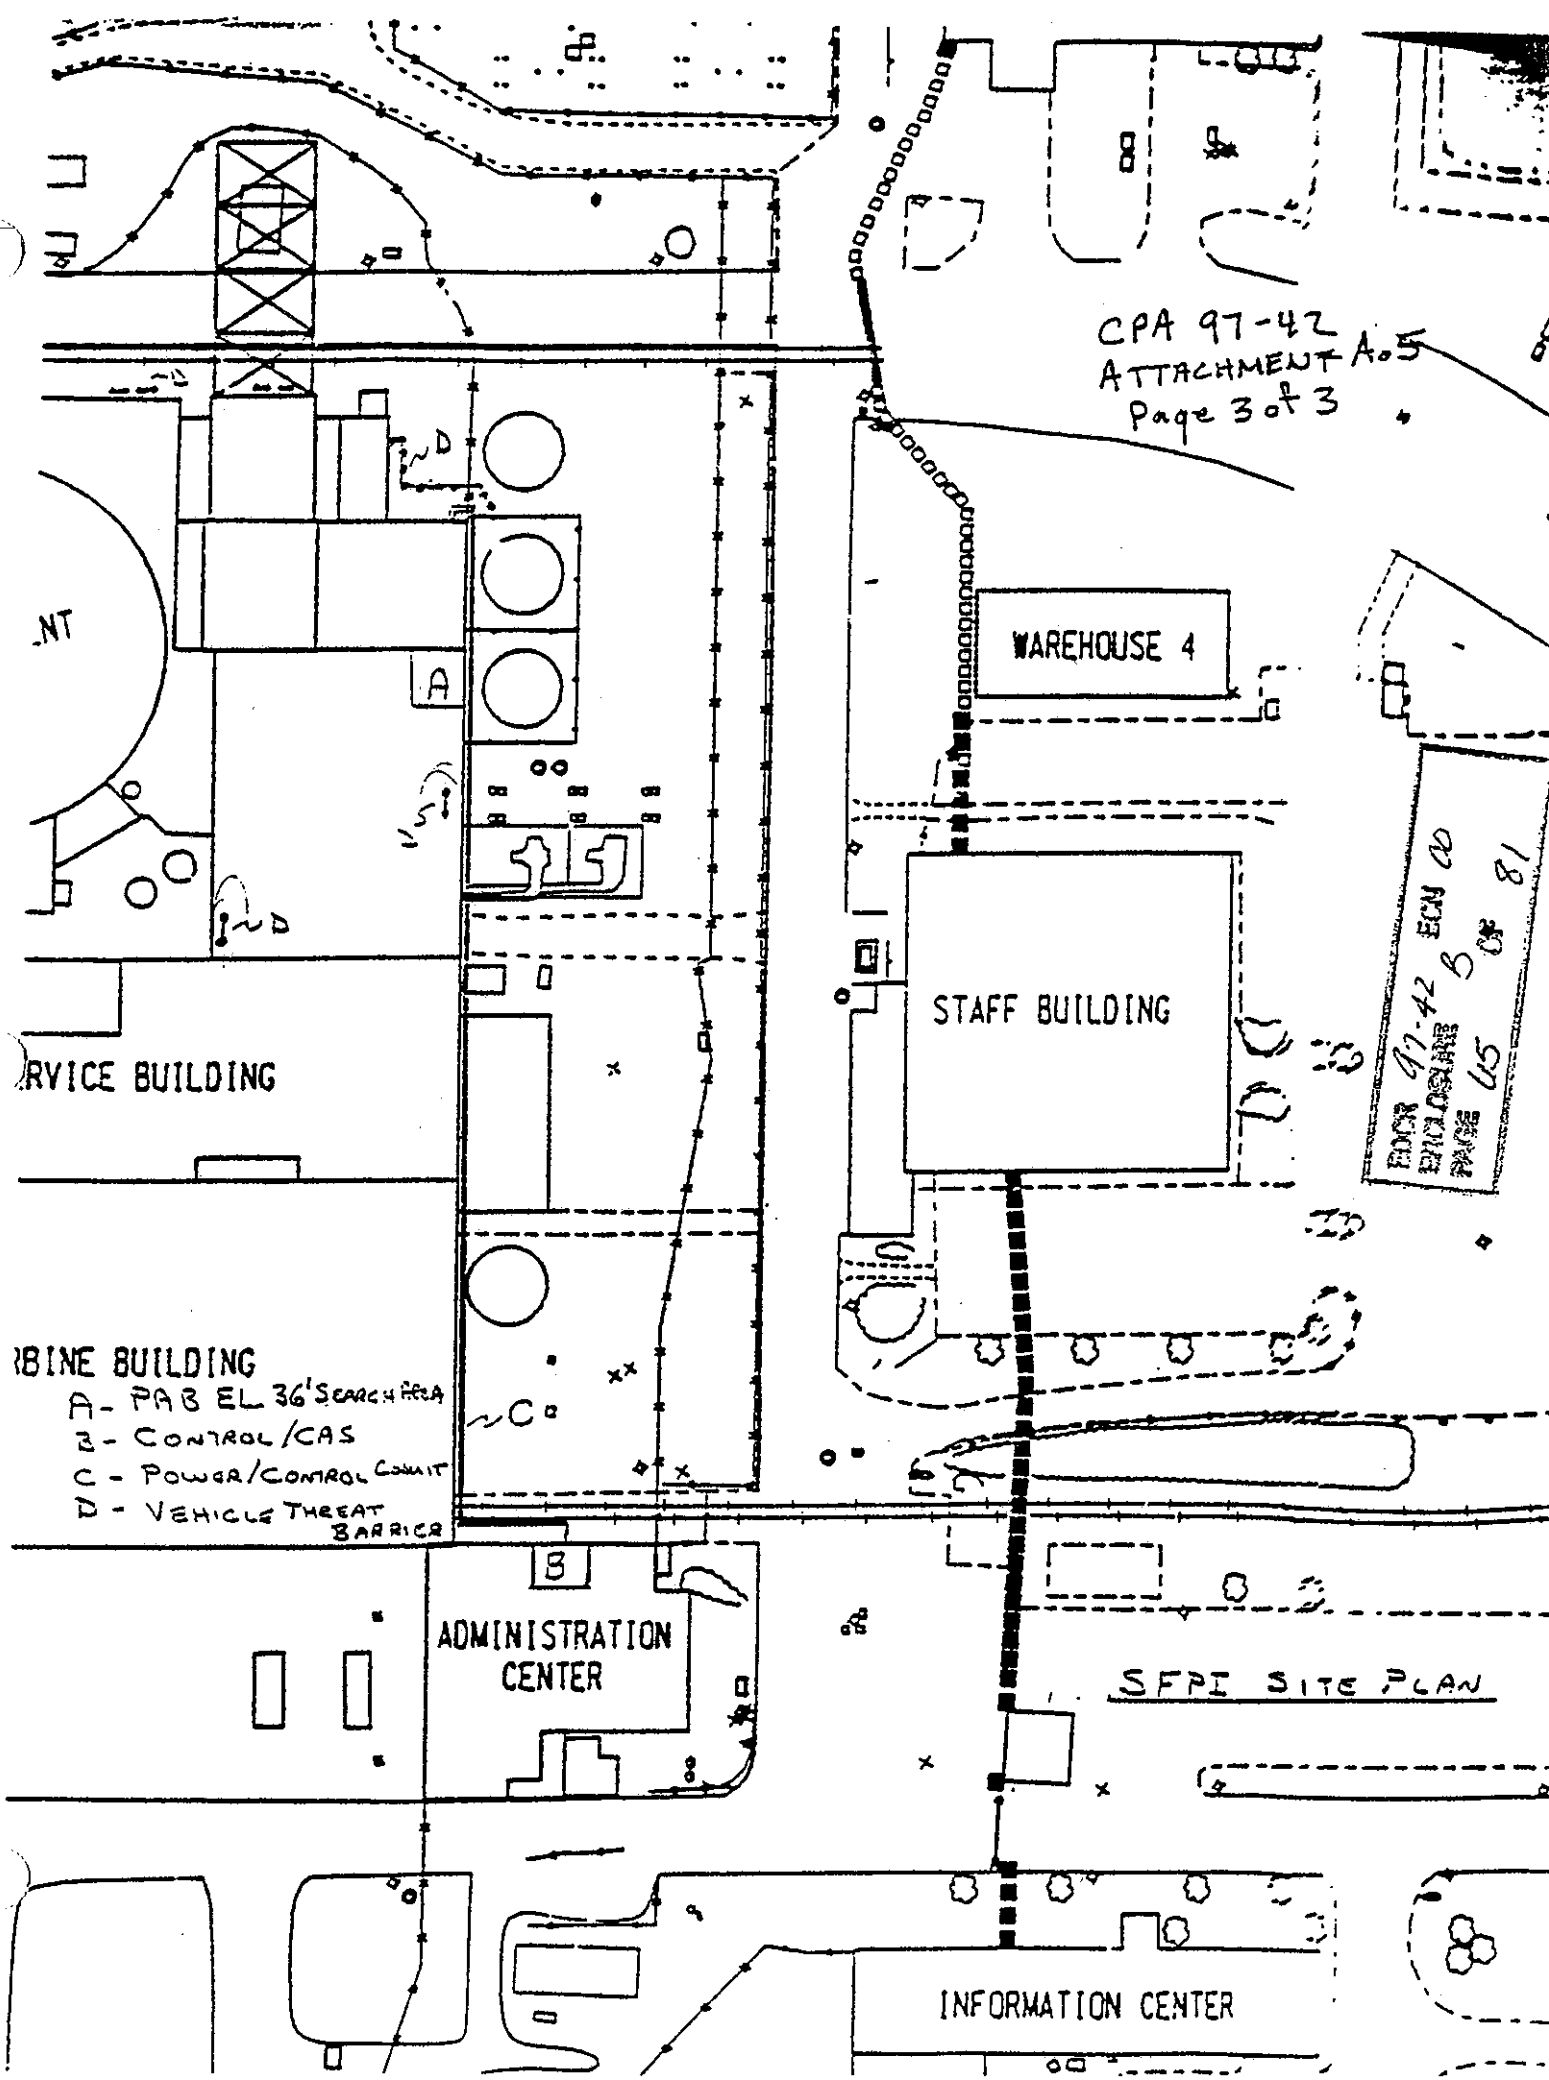 CPA 97-42
ATTACHMENT A.5
Page 3 of 3
D
D
NT
A
WAREHOUSE 4
D
D
EDCR 97-42 ECN 00
ENCLOSURE B
PAGE 45 OF 81
STAFF BUILDING
RVICE BUILDING
RBINE BUILDING
A- PAB EL 36' SEARCH AREA
B- CONTROL/CAS
C - POWER/CONTROL CONDUIT
D - VEHICLE THREAT
BARRIER
C
B
ADMINISTRATION
CENTER
SFPI SITE PLAN
INFORMATION CENTER